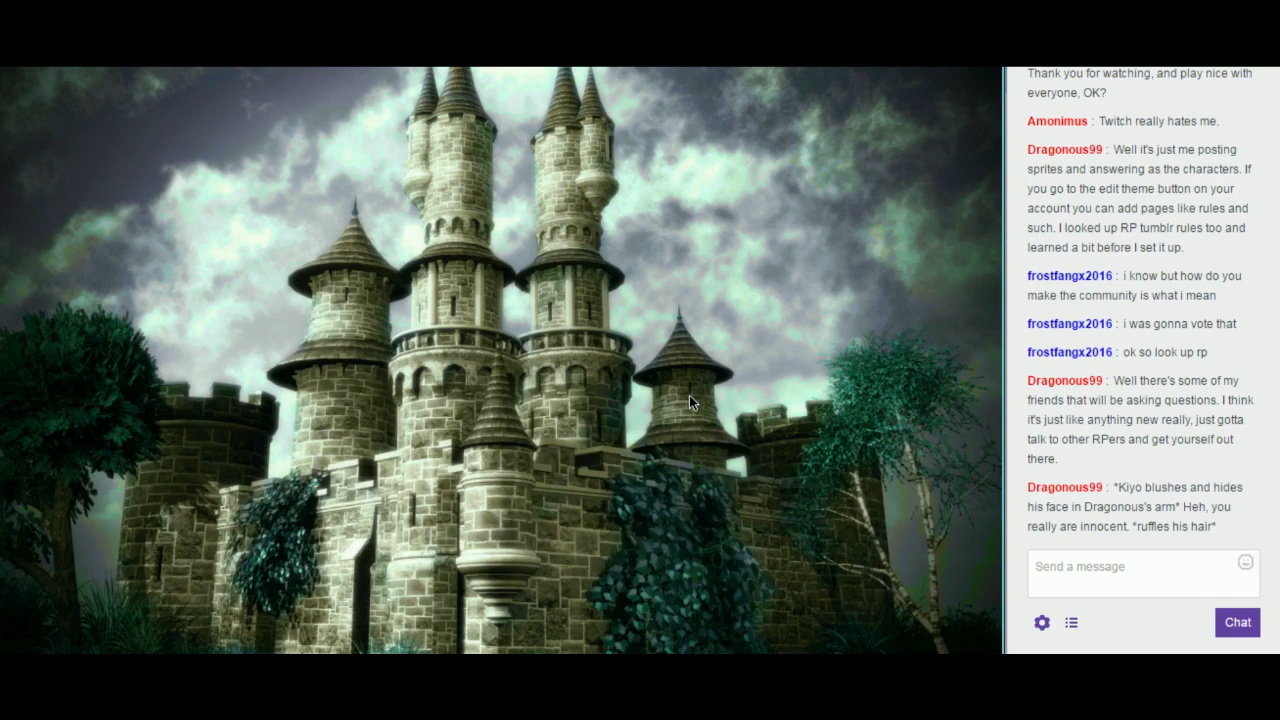 Thank you for watching, and play nice with
everyone, OK?
Amonimus : Twitch really hates me.
Dragonous99 : Well it's just me posting
sprites and answering as the characters. If
you go to the edit theme button on your
account you can add pages like rules and
such. I looked up RP tumblr rules too and
learned a bit before I set it up.
frostfangx2016 : i know but how do you
make the community is what i mean
frostfangx2016 : i was gonna vote that
frostfangx2016 : ok so look up rp
Dragonous99 : Well there's some of my
friends that will be asking questions. I think
it's just like anything new really, just gotta
talk to other RPers and get yourself out
there.
Dragonous99 : *Kiyo blushes and hides
his face in Dragonous's arm* Heh, you
really are innocent. *ruffles his hair*
Send a message
Chat